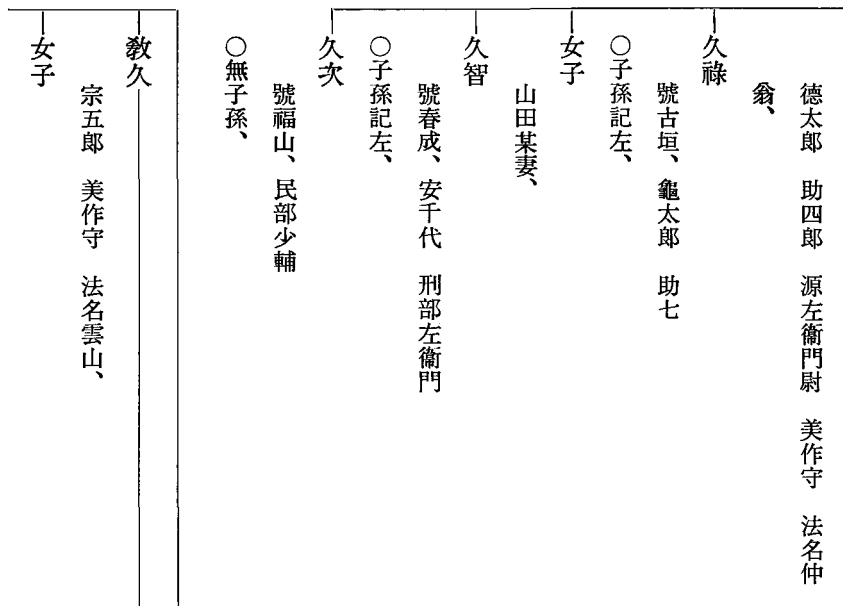 德太郎　助四郎　源左衞門尉　美作守　法名仲
翁、
久祿
號古垣、龜太郎　助七
○子孫記左、
女子
山田某妻、
久智
號春成、安千代　刑部左衞門
○子孫記左、
久次
號福山、民部少輔
○無子孫、
敎久
宗五郎　美作守　法名雲山、
女子